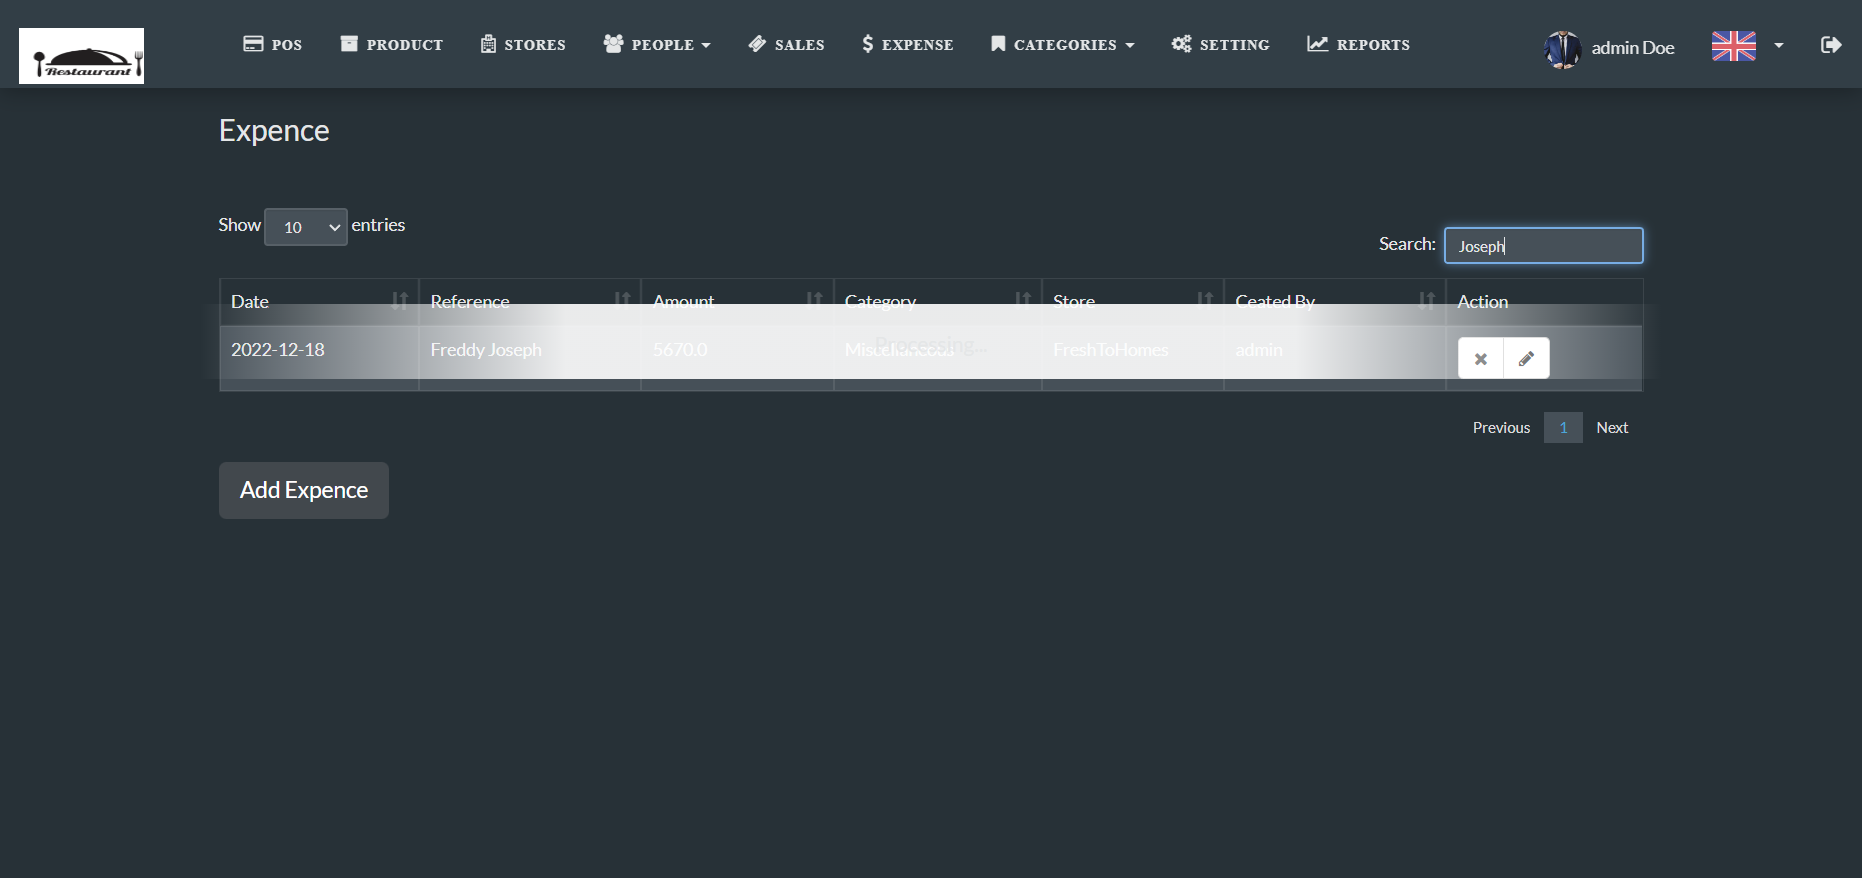 Restaurant
POS PRODUCT STORES PEOPLE SALES EXPENSE CATEGORIES SETTING REPORTS admin Doe
Expence
Show 10 entries
Search: Joseph
Date Reference Amount Category Store Ceated By Action
Processing...
2022-12-18 Freddy Joseph 5670.0 Miscellaneous FreshToHomes admin
Previous 1 Next
Add Expence